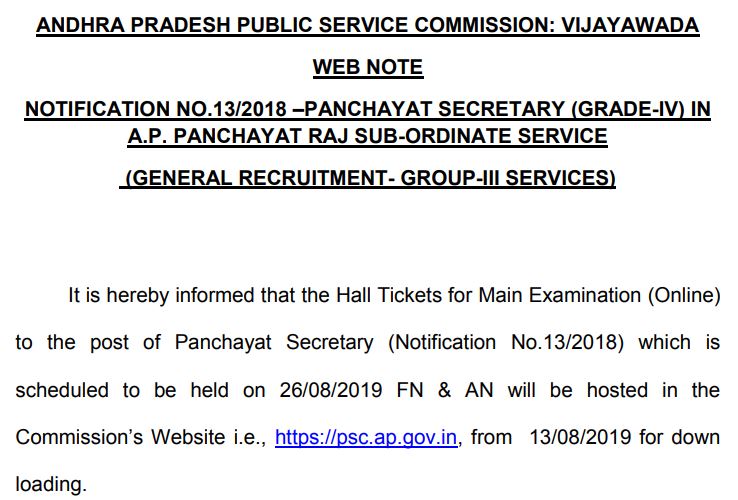 ANDHRA PRADESH PUBLIC SERVICE COMMISSION: VIJAYAWADA
WEB NOTE
NOTIFICATION NO.13/2018 –PANCHAYAT SECRETARY (GRADE-IV) IN
A.P. PANCHAYAT RAJ SUB-ORDINATE SERVICE
(GENERAL RECRUITMENT- GROUP-III SERVICES)
It is hereby informed that the Hall Tickets for Main Examination (Online)
to the post of Panchayat Secretary (Notification No.13/2018) which is
scheduled to be held on 26/08/2019 FN & AN will be hosted in the
Commission's Website i.e., https://psc.ap.gov.in, from 13/08/2019 for down
loading.